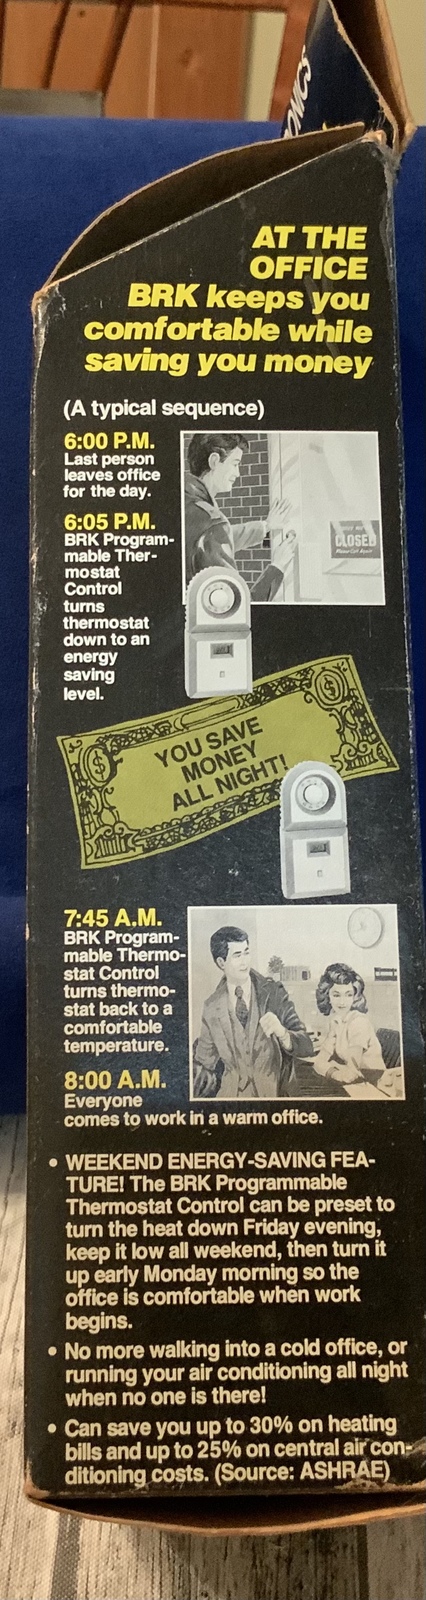 ONICS
AT THE
OFFICE
BRK keeps you
comfortable while
saving you money
(A typical sequence)
6:00 P.M.
Last person
leaves office
for the day.
6:05 P.M.
BRK Program-
mable Ther-
mostat
Control
turns
thermostat
down to an
energy
saving
level.
CLOSED
Please Call Again
YOU SAVE
MONEY
ALL NIGHT!
7:45 A.M.
BRK Program-
mable Thermo-
stat Control
turns thermo-
stat back to a
comfortable
temperature.
8:00 A.M.
Everyone
comes to work in a warm office.
• WEEKEND ENERGY-SAVING FEA-
TURE! The BRK Programmable
Thermostat Control can be preset to
turn the heat down Friday evening,
keep it low all weekend, then turn it
up early Monday morning so the
office is comfortable when work
begins.
• No more walking into a cold office, or
running your air conditioning all night
when no one is there!
• Can save you up to 30% on heating
bills and up to 25% on central air con-
ditioning costs. (Source: ASHRAE)